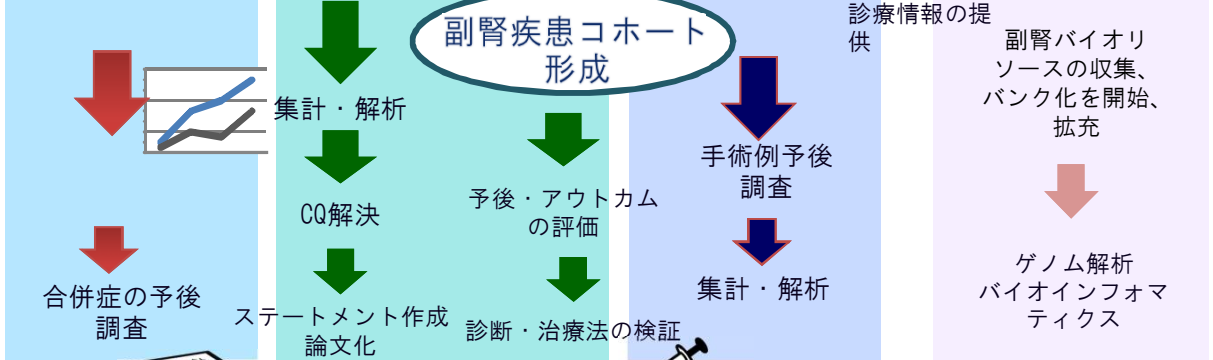 診療情報の提
供
副腎疾患コホート
形成
副腎バイオリ
ソースの収集、
バンク化を開始、
拡充
集計・解析
手術例予後
調査
CQ解決
予後・アウトカム
の評価
ゲノム解析
バイオインフォマ
ティクス
集計・解析
合併症の予後
調査
ステートメント作成
論文化
診断・治療法の検証